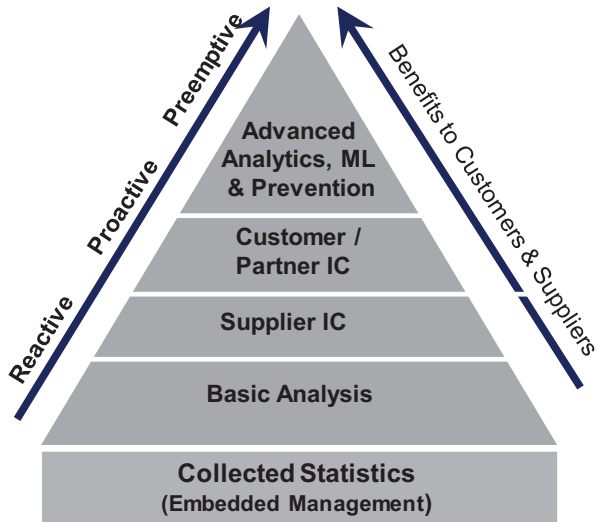 Preemptive
Proactive
Reactive
Benefits to Customers & Suppliers
Advanced
Analytics, ML
& Prevention
Customer /
Partner IC
Supplier IC
Basic Analysis
Collected Statistics
(Embedded Management)